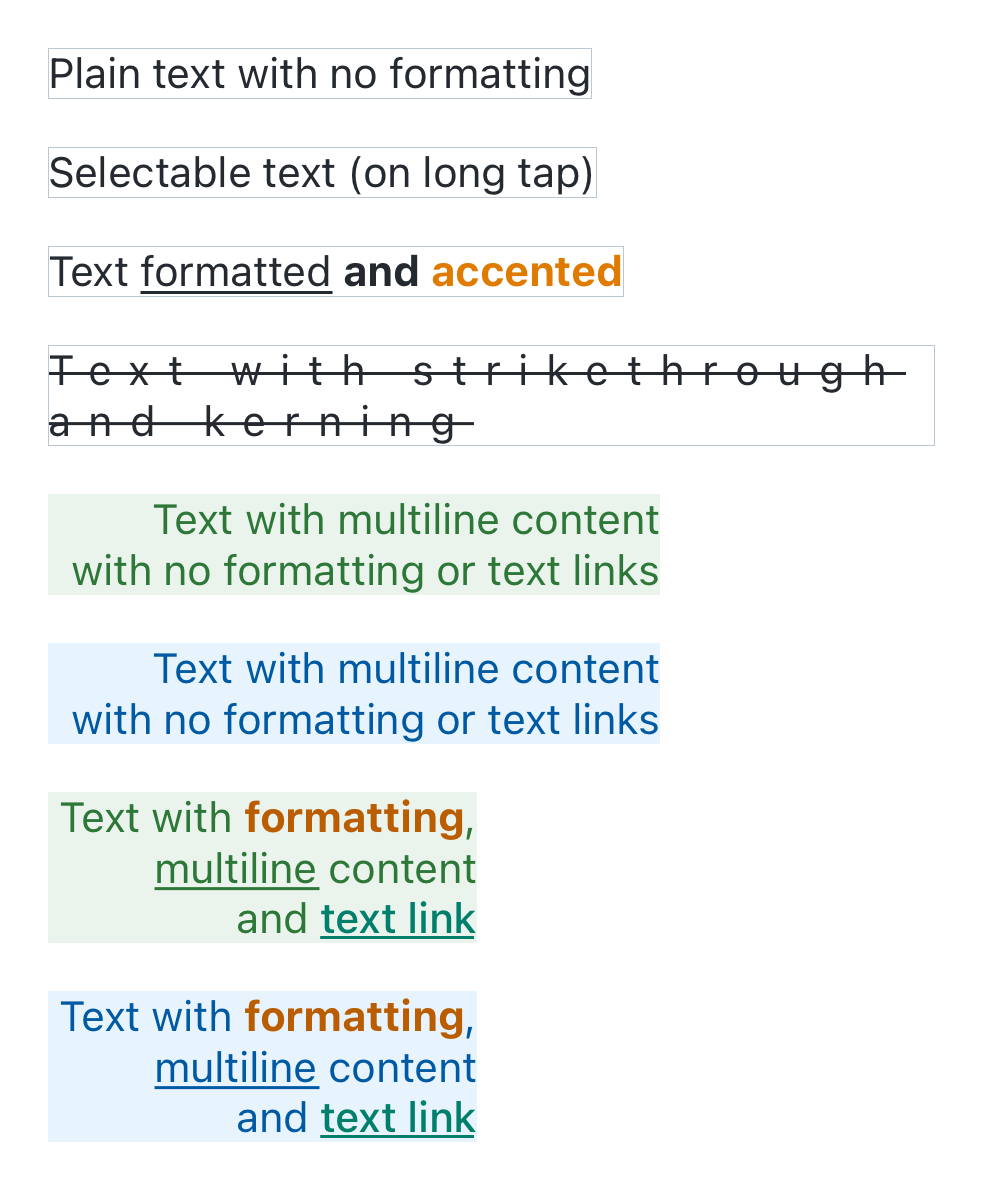 Plain text with no formatting
Selectable text (on long tap)
Text formatted and accented
Text with strikethrough
and kerning
Text with multiline content
with no formatting or text links
Text with multiline content
with no formatting or text links
Text with formatting,
multiline content
and text link
Text with formatting,
multiline content
and text link